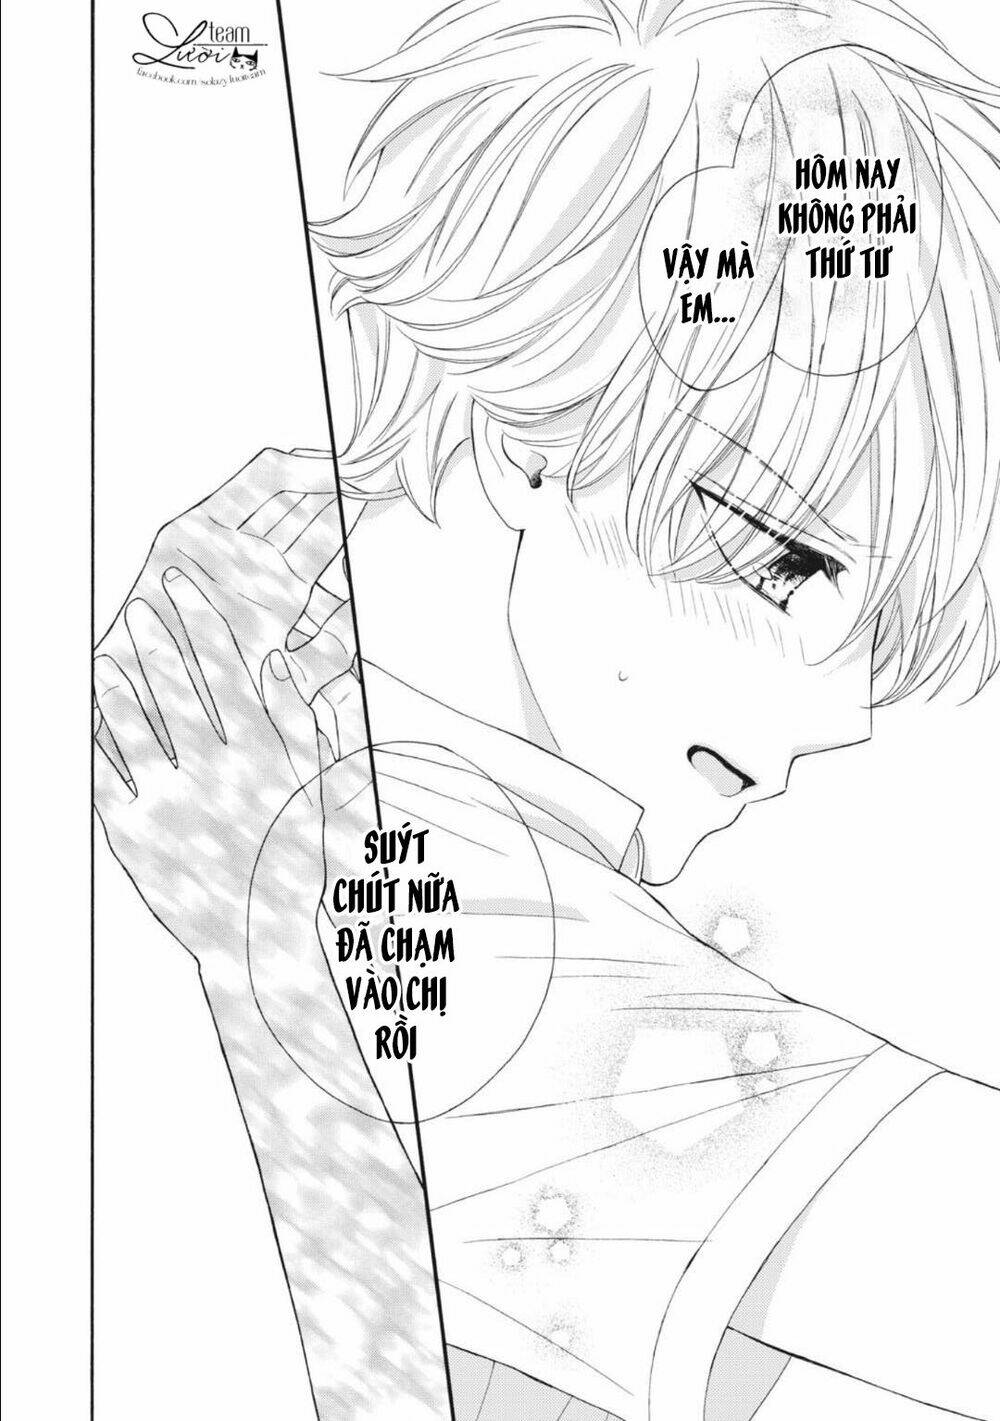 team
Lười
facebook.com/solazy.luoiteam
HÔM NAY
KHÔNG PHẢI
THỨ TƯ
VẬY MÀ
EM...
SUÝT
CHÚT NỮA
ĐÃ CHẠM
VÀO CHỊ
RỒI